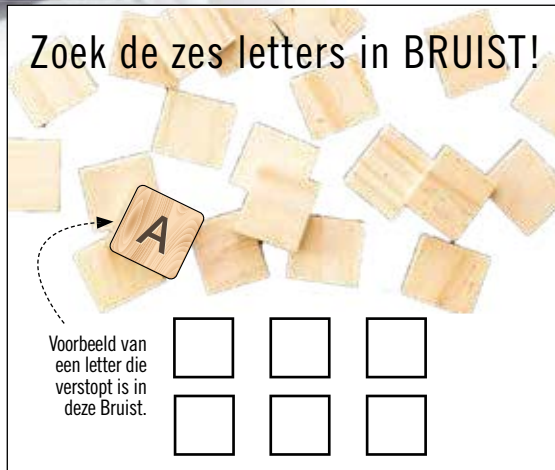 Zoek de zes letters in BRUIST!
A
Voorbeeld van
een letter die
verstopt is in
deze Bruist.